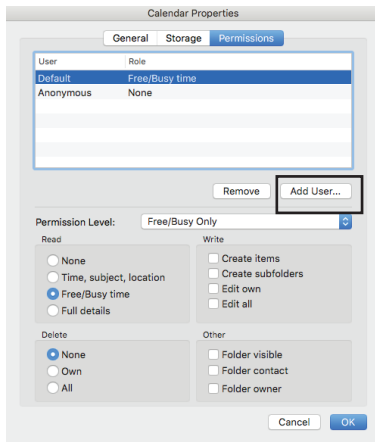 Calendar Properties
General Storage Permissions
User Role
Default Free/Busy time
Anonymous None
Remove Add User...
Permission Level: Free/Busy Only
Read
None
Time, subject, location
Free/Busy time
Full details
Write
Create items
Create subfolders
Edit own
Edit all
Delete
None
Own
All
Other
Folder visible
Folder contact
Folder owner
Cancel OK